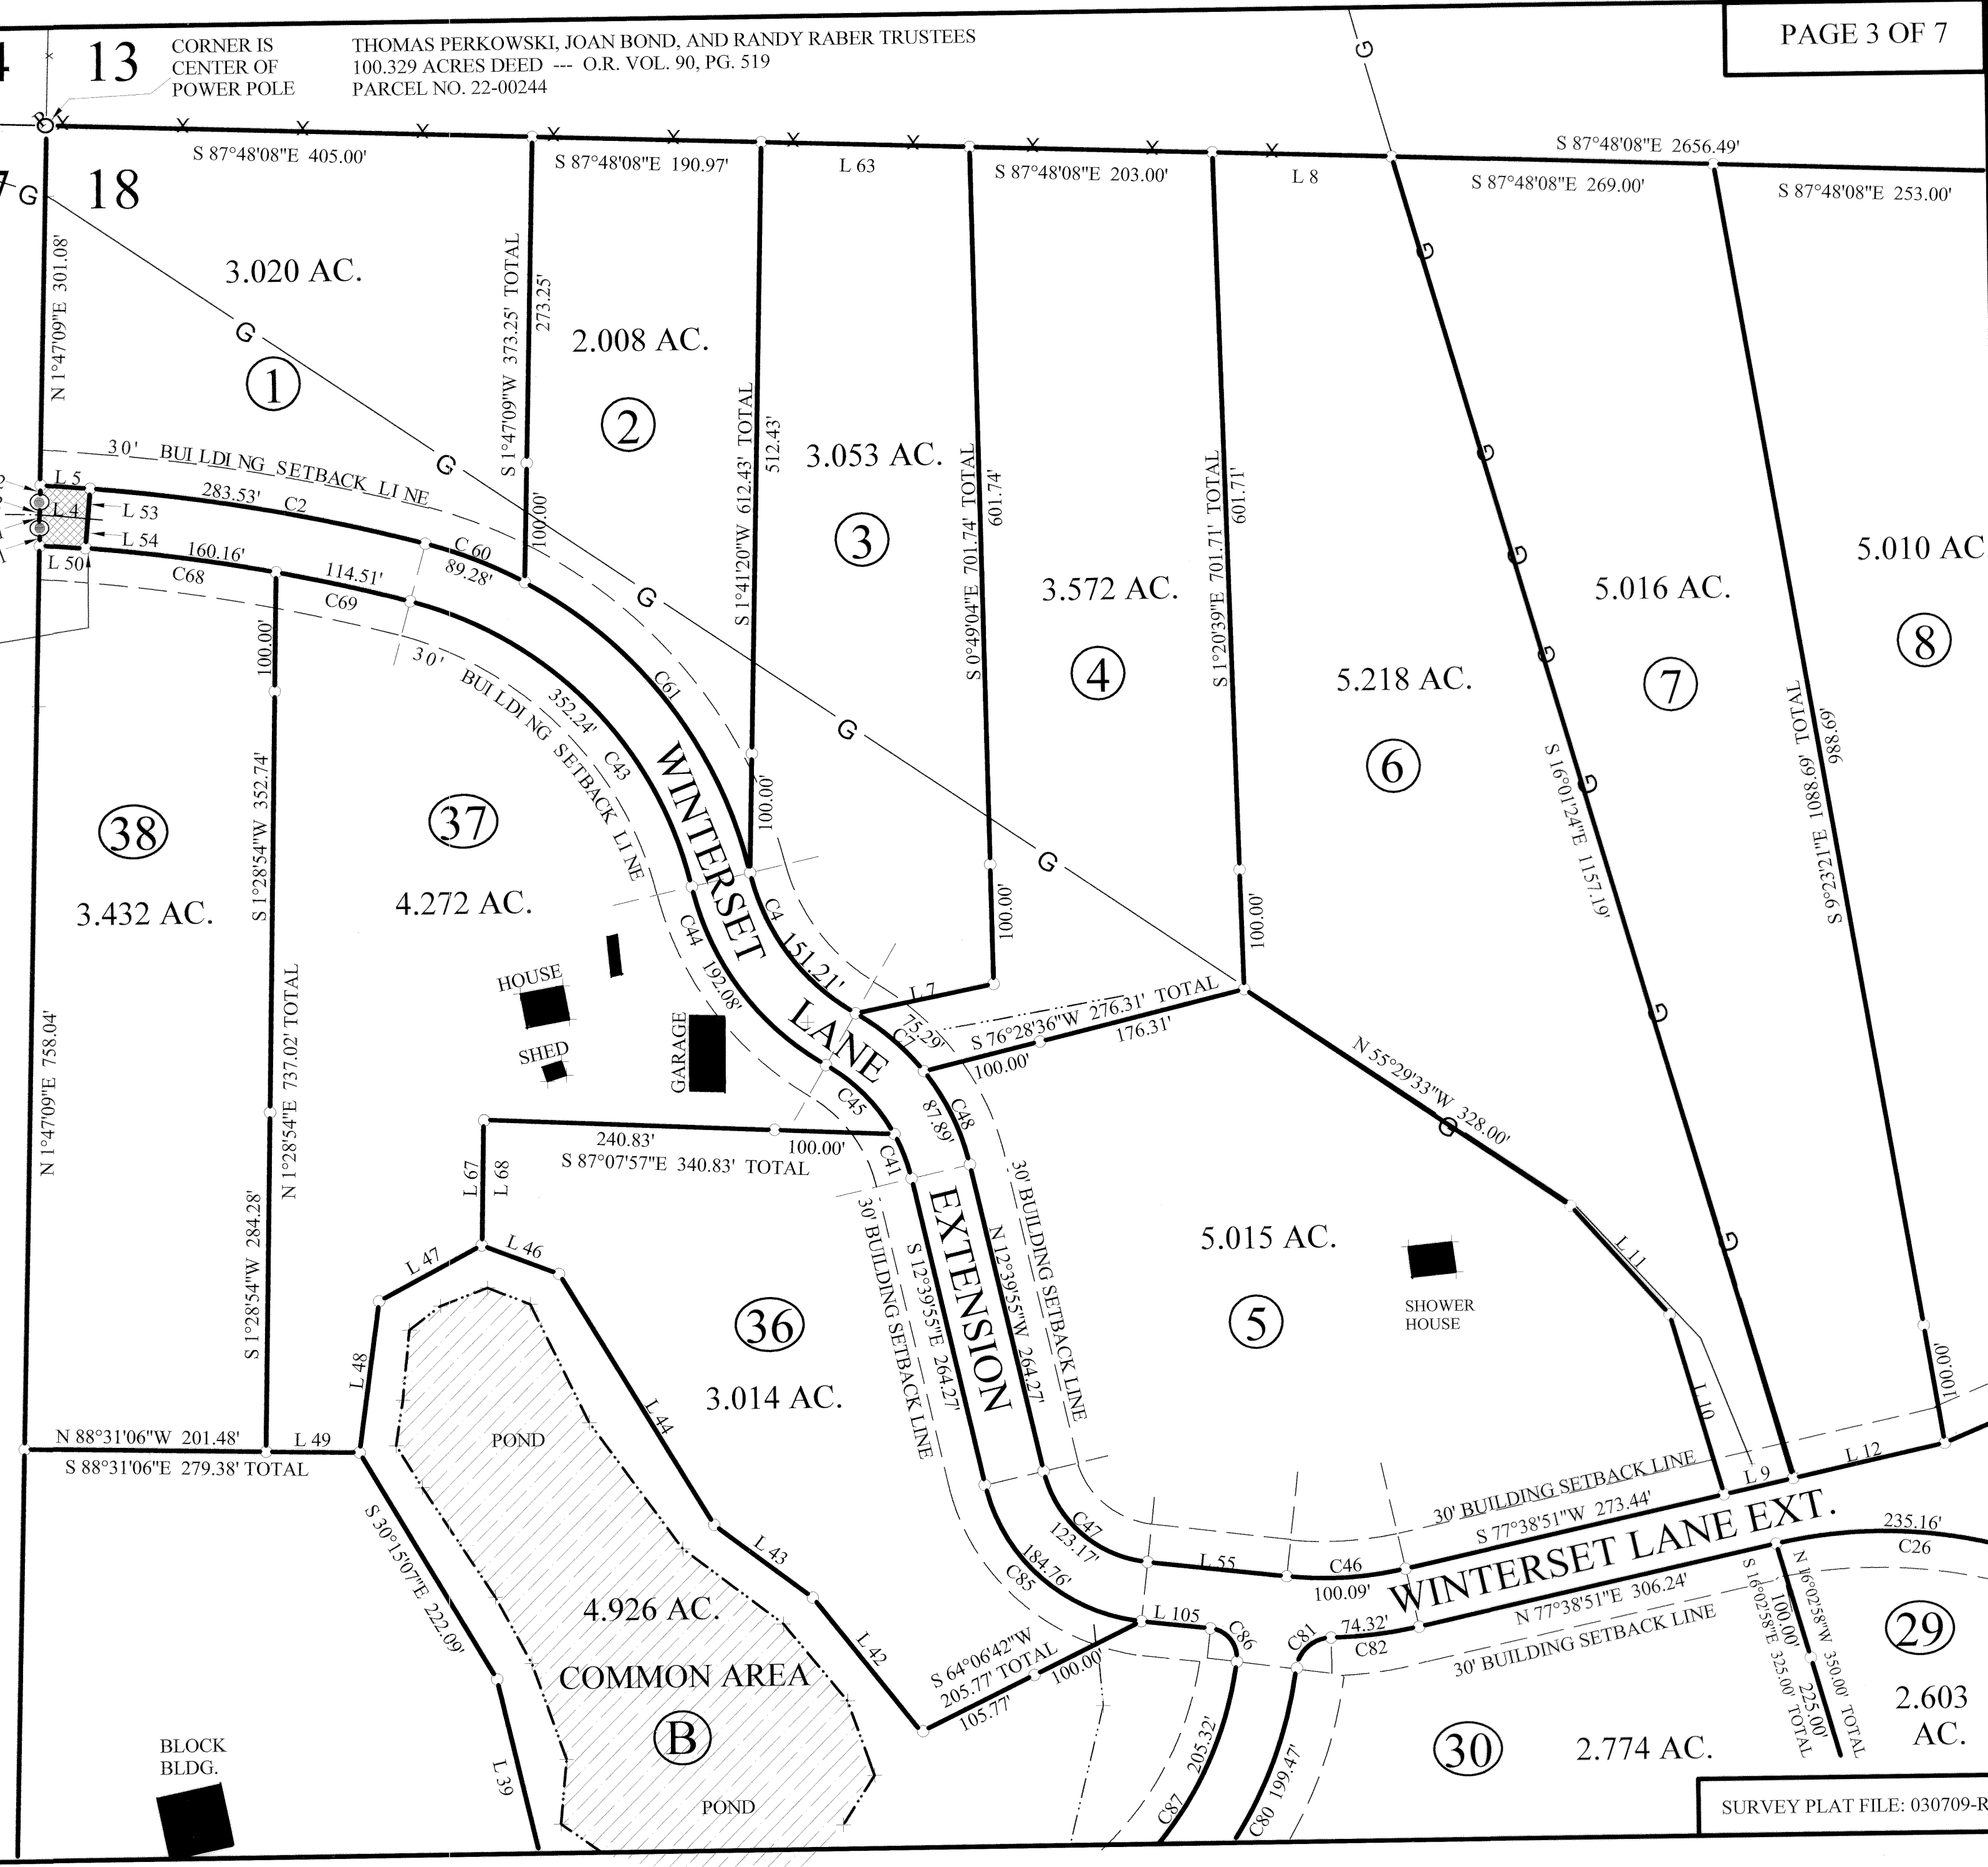 PAGE 3 OF 7
13
CORNER IS
CENTER OF
POWER POLE
THOMAS PERKOWSKI, JOAN BOND, AND RANDY RABER TRUSTEES
100.329 ACRES DEED --- O.R. VOL. 90, PG. 519
PARCEL NO. 22-00244
G
S 87°48'08"E 2656.49'
S 87°48'08"E 405.00'
S 87°48'08"E 190.97'
L 63
S 87°48'08"E 203.00'
L 8
S 87°48'08"E 269.00'
S 87°48'08"E 253.00'
18
G
N 1°47'09"E 301.08'
3.020 AC.
1
G
S 1°47'09"W 373.25' TOTAL
273.25'
100.00'
2.008 AC.
2
S 1°41'20"W 612.43' TOTAL
512.43'
100.00'
3.053 AC.
3
S 0°49'04"E 701.74' TOTAL
601.74'
100.00'
3.572 AC.
4
S 1°20'39"E 701.71' TOTAL
601.71'
100.00'
5.218 AC.
6
S 16°01'24"E 1157.19'
5.016 AC.
7
S 9°23'21"E 1088.69' TOTAL
988.69'
100.00'
5.010 AC
8
30' BUILDING SETBACK LINE
L 5
283.53'
C2
L 4
L 53
L 54
L 50
160.16'
C68
114.51'
C69
C 60
89.28'
30' BUILDING SETBACK LINE
352.24'
C43
C61
WINTERSET
LANE
EXTENSION
100.00'
S 1°28'54"W 352.74'
38
3.432 AC.
37
4.272 AC.
N 1°28'54"E 737.02' TOTAL
N 1°47'09"E 758.04'
S 1°28'54"W 284.28'
HOUSE
SHED
GARAGE
C44
192.08'
C4
151.21'
L 7
75.29'
C7
S 76°28'36"W 276.31' TOTAL
100.00'
176.31'
C45
C48
87.89'
240.83'
100.00'
S 87°07'57"E 340.83' TOTAL
C41
L 67
L 68
L 47
L 46
L 48
L 44
N 55°29'33"W 328.00'
L 11
L 10
5.015 AC.
5
SHOWER
HOUSE
30' BUILDING SETBACK LINE
S 12°39'55"E 264.27'
N 12°39'55"W 264.27'
30' BUILDING SETBACK LINE
36
3.014 AC.
POND
N 88°31'06"W 201.48'
L 49
S 88°31'06"E 279.38' TOTAL
S 30°15'07"E 222.09'
L 43
L 42
L 39
4.926 AC.
COMMON AREA
B
POND
BLOCK
BLDG.
30' BUILDING SETBACK LINE
S 77°38'51"W 273.44'
L 9
L 12
WINTERSET LANE EXT.
C47
123.17'
L 55
C46
100.09'
184.76'
C85
L 105
C86
C81
74.32'
C82
N 77°38'51"E 306.24'
30' BUILDING SETBACK LINE
235.16'
C26
S 64°06'42"W
205.77' TOTAL
100.00'
105.77'
C87
205.32'
C80
199.47'
30
2.774 AC.
S 16°02'58"E 325.00' TOTAL
100.00'
225.00'
N 16°02'58"W 350.00' TOTAL
29
2.603
AC.
SURVEY PLAT FILE: 030709-R